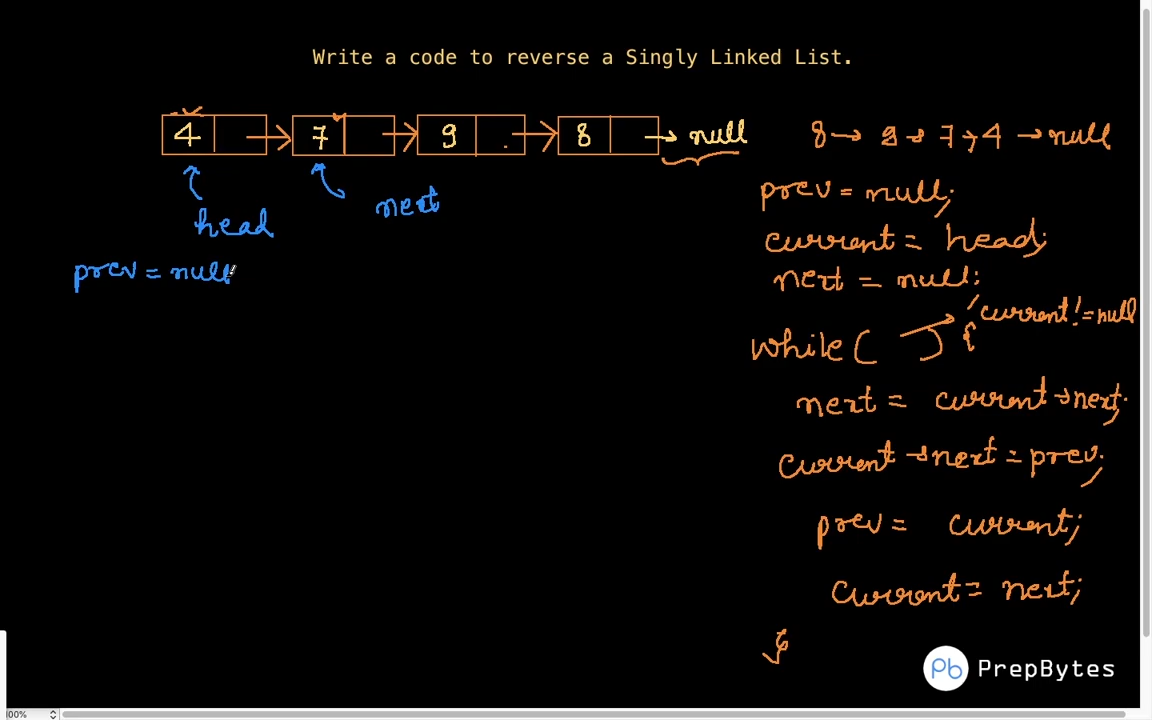 Write a code to reverse a Singly Linked List.
4 7 9 8 → null
8 → 9 → 7 → 4 → null
head
next
prev = null
prev = null;
current = head;
next = null;
while ( ) {
current != null
next = current → next;
current → next = prev;
prev = current;
current = next;
}
Pb PrepBytes
00%